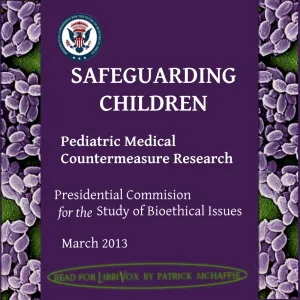 SAFEGUARDING
CHILDREN
Pediatric Medical
Countermeasure Research
Presidential Commision
for the Study of Bioethical Issues
March 2013
READ FOR LIBRIVOX BY PATRICK MCHAFFIE